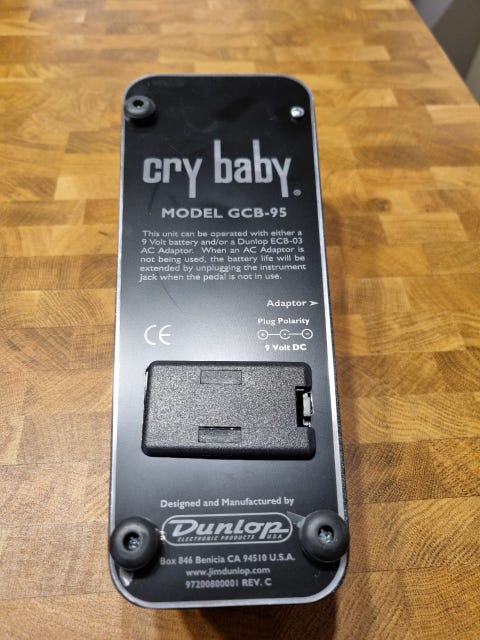 cry baby®
MODEL GCB-95
This unit can be operated with either a
9 Volt battery and/or a Dunlop ECB-03
AC Adaptor. When an AC Adaptor is
not being used, the battery life will be
extended by unplugging the instrument
jack when the pedal is not in use.
Adaptor ➤
Plug Polarity
CE
9 Volt DC
Designed and Manufactured by
Dunlop
ELECTRONIC PRODUCTS U.S.A.
Box 846 Benicia CA 94510 U.S.A.
www.jimdunlop.com
97200800001 REV. C